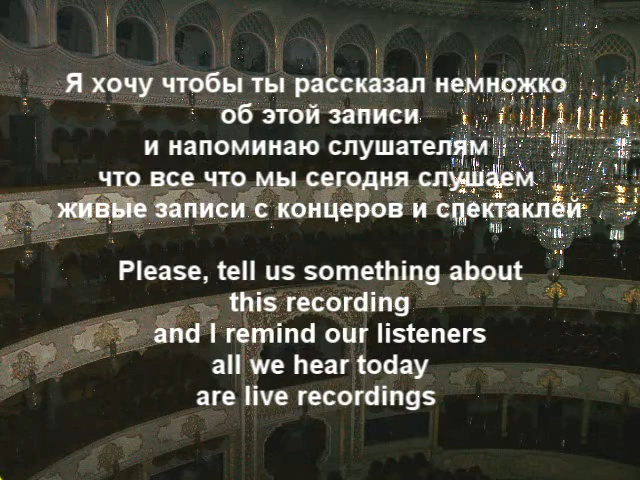 Я хочу чтобы ты рассказал немножко
об этой записи
и напоминаю слушателям
что все что мы сегодня слушаем
живые записи с концеров и спектаклей
Please, tell us something about
this recording
and I remind our listeners
all we hear today
are live recordings